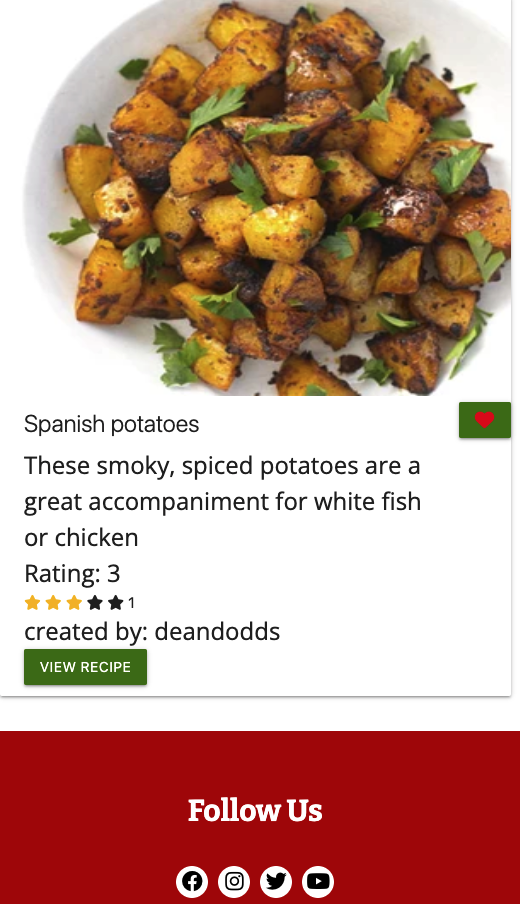 Spanish potatoes
These smoky, spiced potatoes are a
great accompaniment for white fish
or chicken
Rating: 3
1
created by: deandodds
VIEW RECIPE
Follow Us